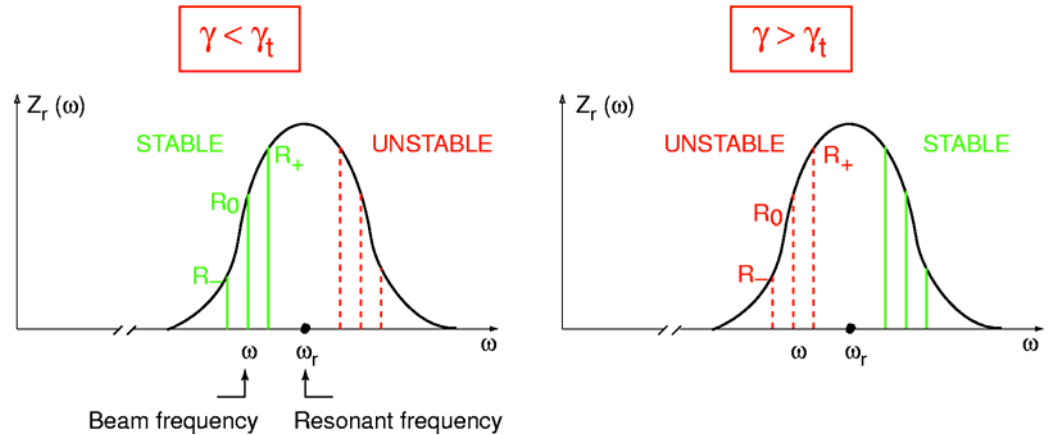 γ < γt
Zr (ω)
STABLE
UNSTABLE
R+
R0
R−
ω
ωr
ω
Beam frequency
Resonant frequency
γ > γt
Zr (ω)
UNSTABLE
STABLE
R+
R0
R−
ω
ωr
ω